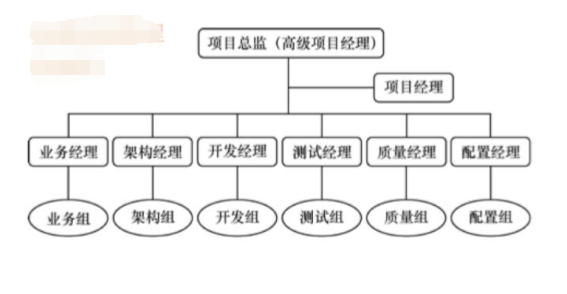 项目总监（高级项目经理）
项目经理
业务经理 架构经理 开发经理 测试经理 质量经理 配置经理
业务组 架构组 开发组 测试组 质量组 配置组